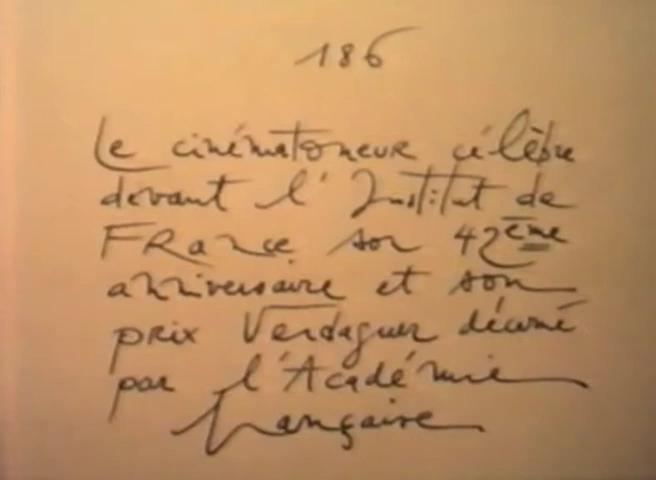 186
Le cinématoneur célèbre
devant l'Institut de
France son 42ème
anniversaire et son
prix Verdaguer décerné
par l'Académie
française